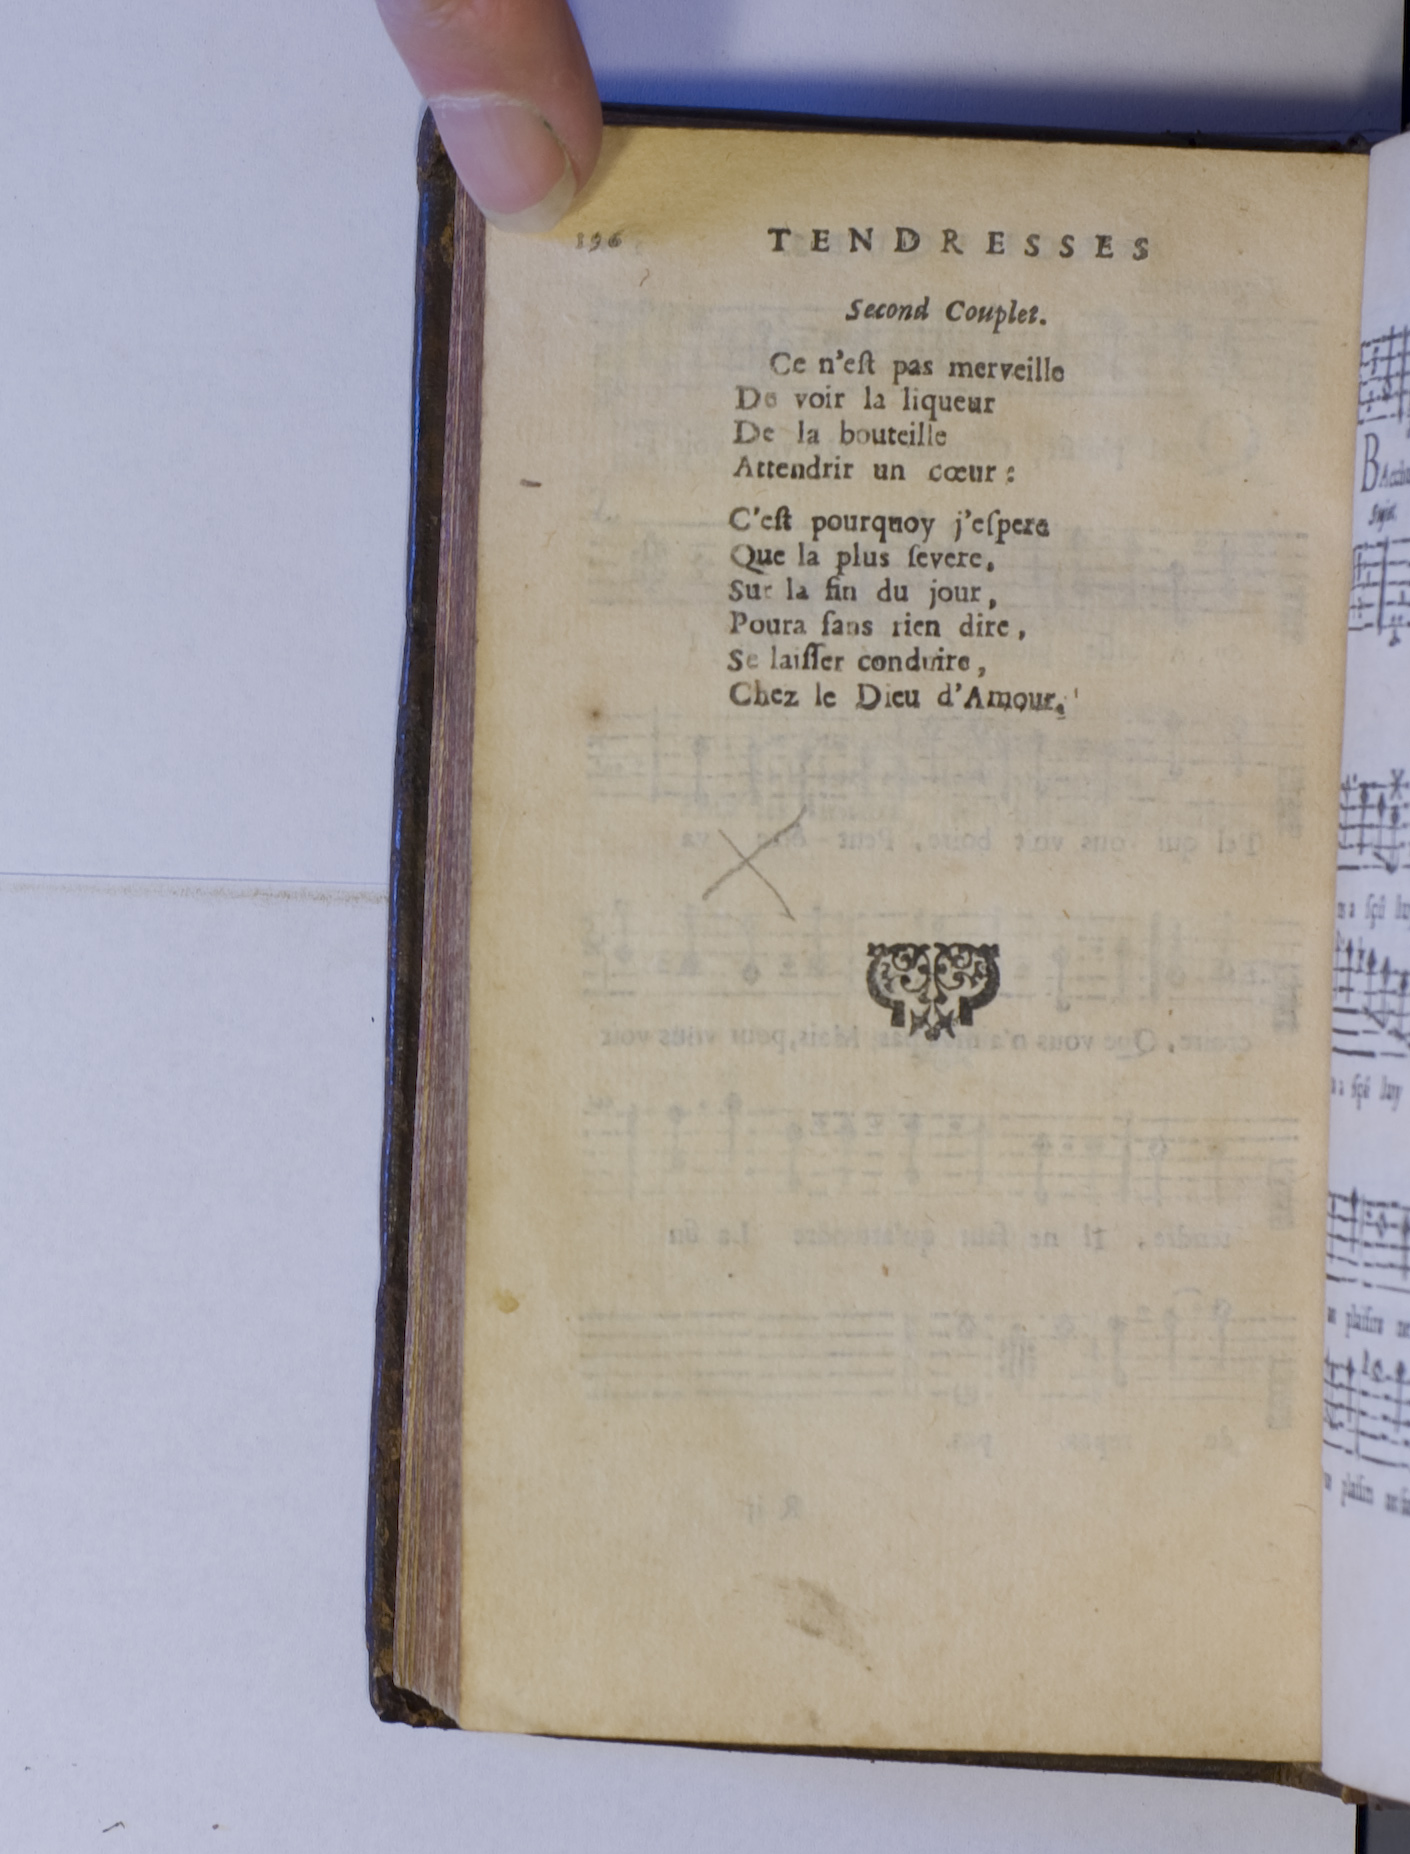 196 TENDRESSES
Second Couplet.
Ce n'eſt pas merveille
De voir la liqueur
De la bouteille
Attendrir un cœur :
C'eſt pourquoy j'eſpere
Que la plus ſevere,
Sur la fin du jour,
Poura ſans rien dire,
Se laiſſer conduire,
Chez le Dieu d'Amour.